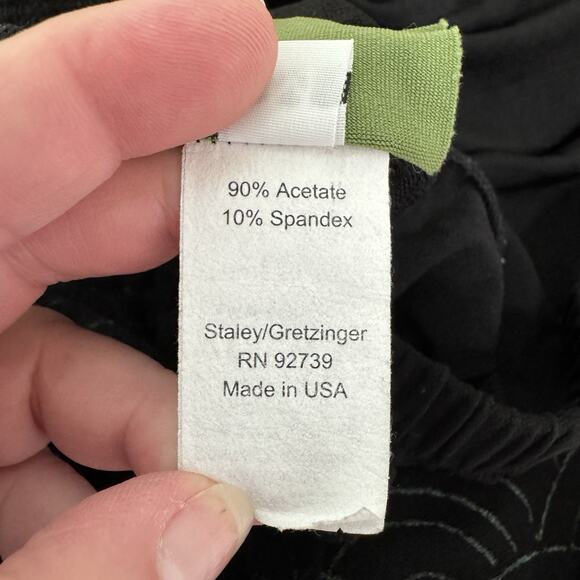 90% Acetate
10% Spandex
Staley/Gretzinger
RN 92739
Made in USA